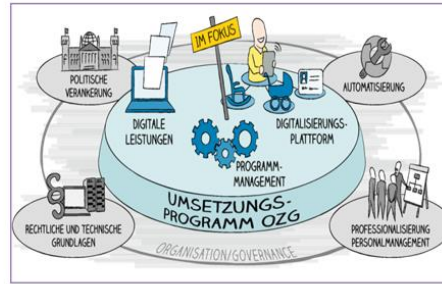 IM FOKUS
POLITISCHE
VERANKERUNG
AUTOMATISIERUNG
DIGITALE
LEISTUNGEN
DIGITALISIERUNGS-
PLATTFORM
PROGRAMM-
MANAGEMENT
UMSETZUNGS-
PROGRAMM OZG
RECHTLICHE UND TECHNISCHE
GRUNDLAGEN
PROFESSIONALISIERUNG
PERSONALMANAGEMENT
ORGANISATION/GOVERNANCE